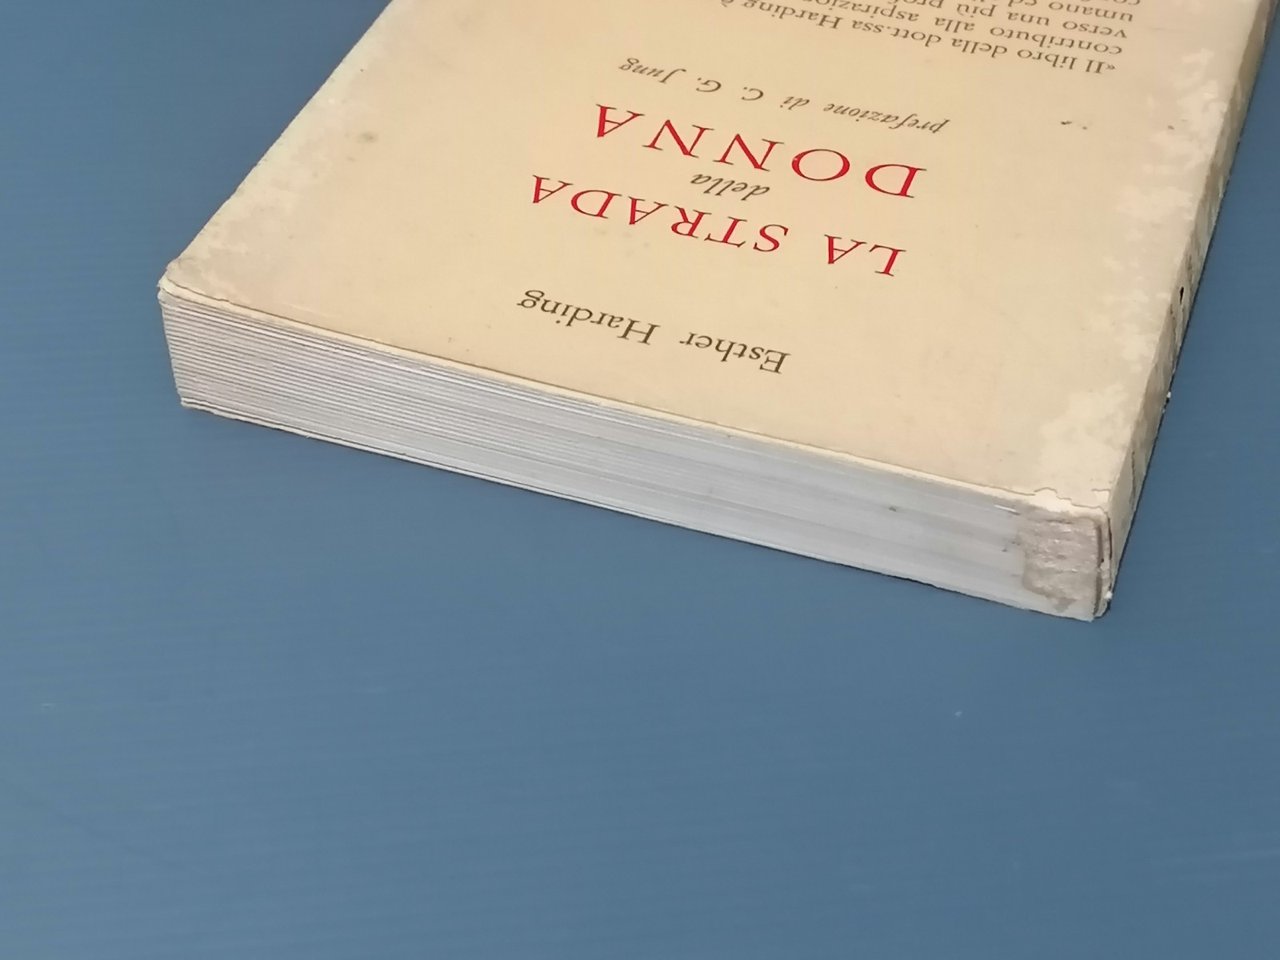 Esther Harding
LA STRADA
della
DONNA
prefazione di C. G. Jung
«Il libro della dott.ssa Harding è
contributo alla
verso una più
umano